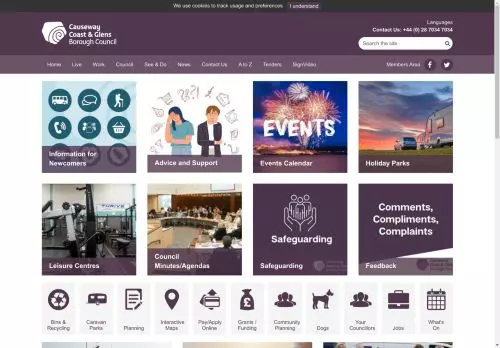 We use cookies to track usage and preferences I understand
Causeway
Coast & Glens
Borough Council
Languages
Contact Us: +44 (0) 28 7034 7034
Search the site
Home Live Work Council See & Do News Contact Us A to Z Tenders SignVideo Members Area
EVENTS
Information for
Newcomers
Advice and Support
Events Calendar
Holiday Parks
THRIVE
Safeguarding
Comments,
Compliments,
Complaints
Leisure Centres
Council
Minutes/Agendas
Safeguarding
Feedback
Bins &
Recycling
Caravan
Parks
Planning
Interactive
Maps
Pay/Apply
Online
Grants /
Funding
Community
Planning
Dogs
Your
Councillors
Jobs
What's
On